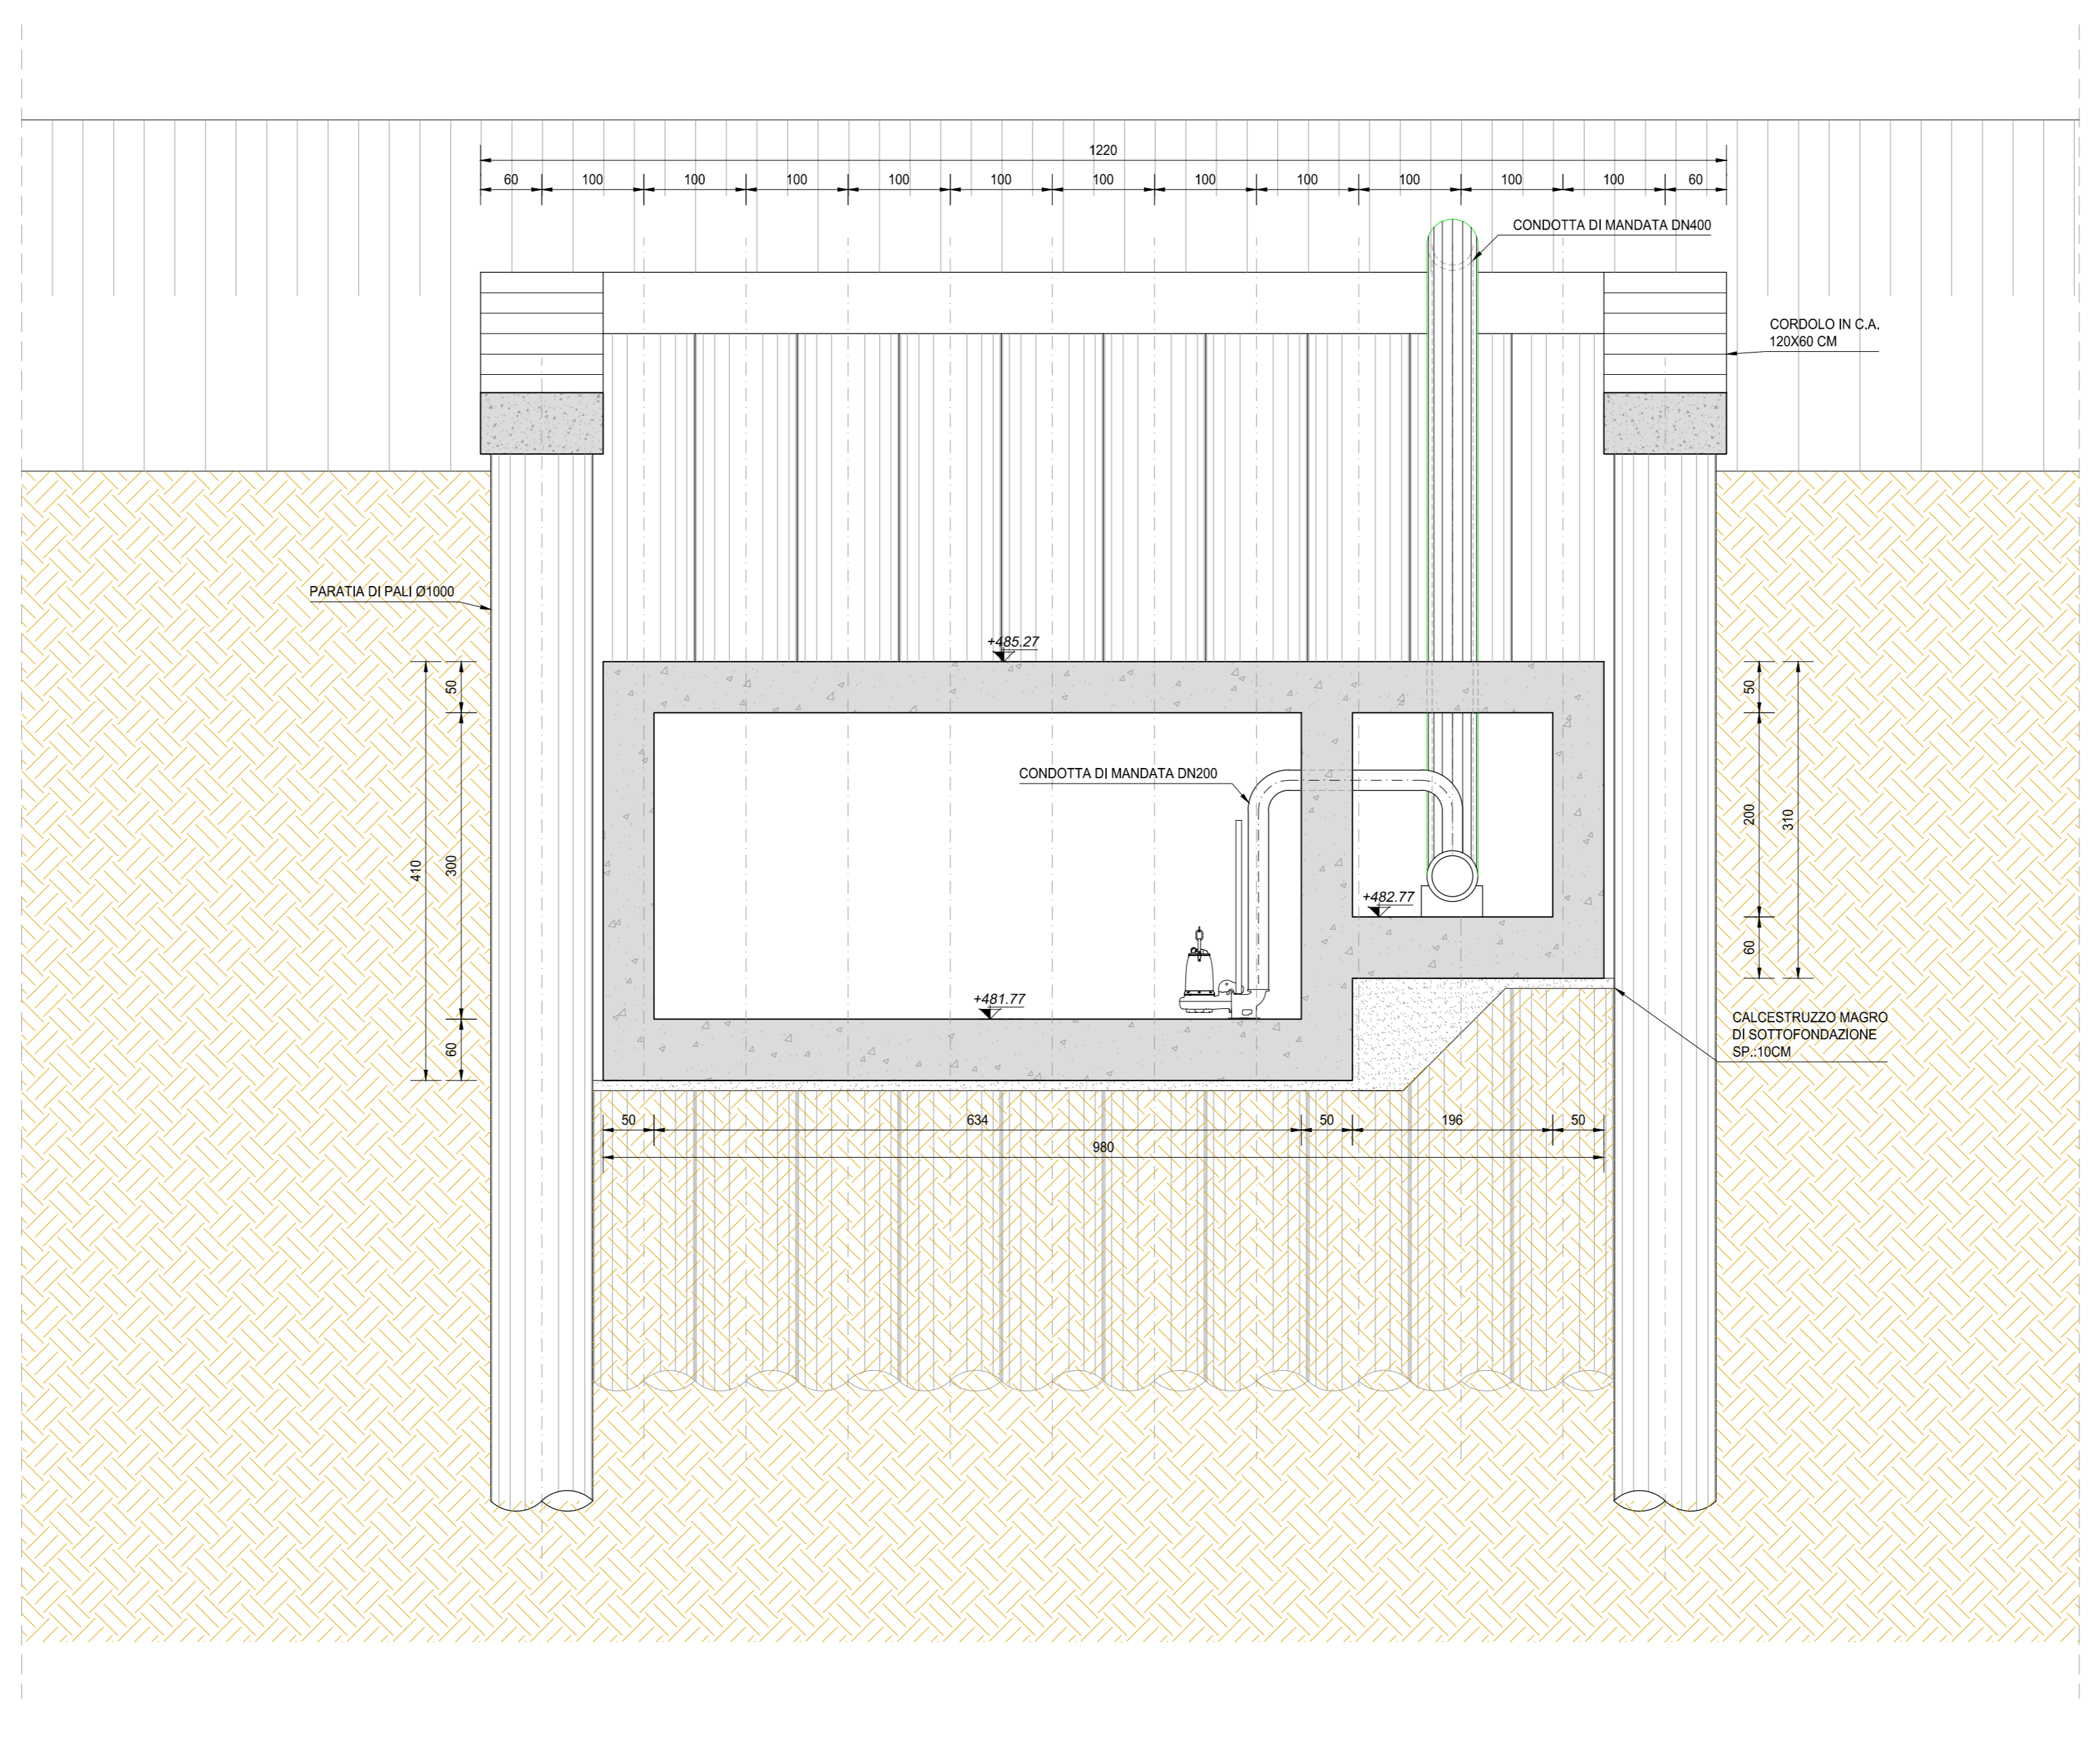 1220
60 100 100 100 100 100 100 100 100 100 100 100 60
CONDOTTA DI MANDATA DN400
CORDOLO IN C.A.
120X60 CM
PARATIA DI PALI Ø1000
+485.27
50
50
CONDOTTA DI MANDATA DN200
410
300
200
310
+482.77
+481.77
60
60
CALCESTRUZZO MAGRO
DI SOTTOFONDAZIONE
SP.:10CM
50 634 50 196 50
980